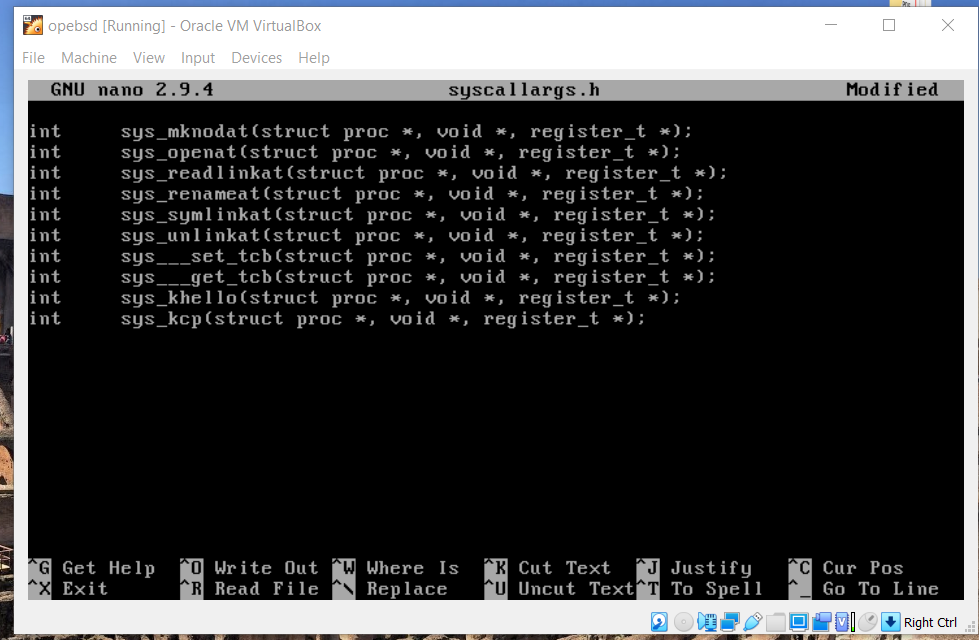 opebsd [Running] - Oracle VM VirtualBox
File Machine View Input Devices Help
GNU nano 2.9.4 syscallargs.h Modified
int sys_mknodat(struct proc *, void *, register_t *);
int sys_openat(struct proc *, void *, register_t *);
int sys_readlinkat(struct proc *, void *, register_t *);
int sys_renameat(struct proc *, void *, register_t *);
int sys_symlinkat(struct proc *, void *, register_t *);
int sys_unlinkat(struct proc *, void *, register_t *);
int sys___set_tcb(struct proc *, void *, register_t *);
int sys___get_tcb(struct proc *, void *, register_t *);
int sys_khello(struct proc *, void *, register_t *);
int sys_kcp(struct proc *, void *, register_t *);
^G Get Help ^O Write Out ^W Where Is ^K Cut Text ^J Justify ^C Cur Pos
^X Exit ^R Read File ^\ Replace ^U Uncut Text ^T To Spell ^_ Go To Line
Right Ctrl